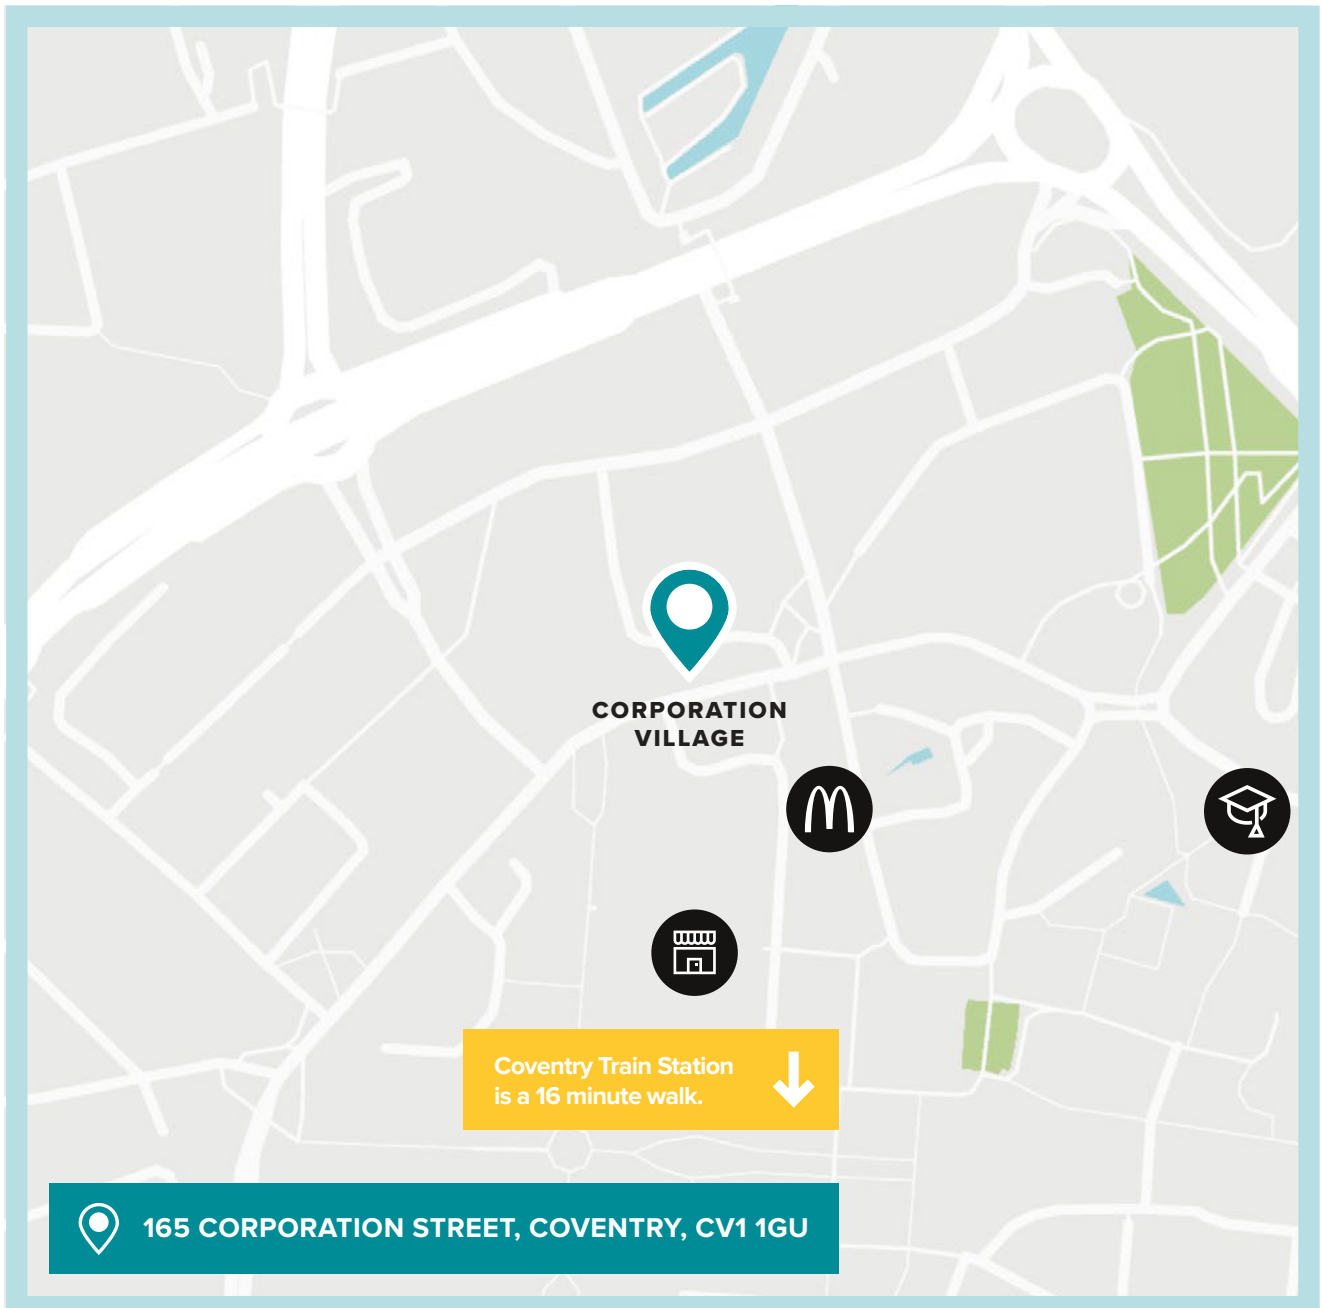 CORPORATION
VILLAGE
Coventry Train Station
is a 16 minute walk.
165 CORPORATION STREET, COVENTRY, CV1 1GU